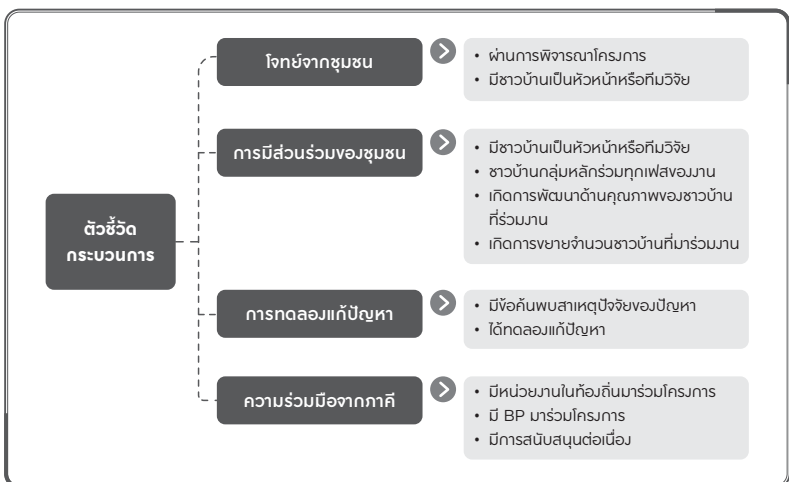 ตัวชี้วัด
กระบวนการ
โจทย์จากชุมชน
• ผ่านการพิจารณาโครงการ
• มีชาวบ้านเป็นหัวหน้าหรือทีมวิจัย
การมีส่วนร่วมของชุมชน
• มีชาวบ้านเป็นหัวหน้าหรือทีมวิจัย
• ชาวบ้านกลุ่มหลักร่วมทุกเฟสของงาน
• เกิดการพัฒนาด้านคุณภาพของชาวบ้าน
ที่ร่วมงาน
• เกิดการขยายจำนวนชาวบ้านที่มาร่วมงาน
การทดลองแก้ปัญหา
• มีข้อค้นพบสาเหตุปัจจัยของปัญหา
• ได้ทดลองแก้ปัญหา
ความร่วมมือจากภาคี
• มีหน่วยงานในท้องถิ่นมาร่วมโครงการ
• มี BP มาร่วมโครงการ
• มีการสนับสนุนต่อเนื่อง